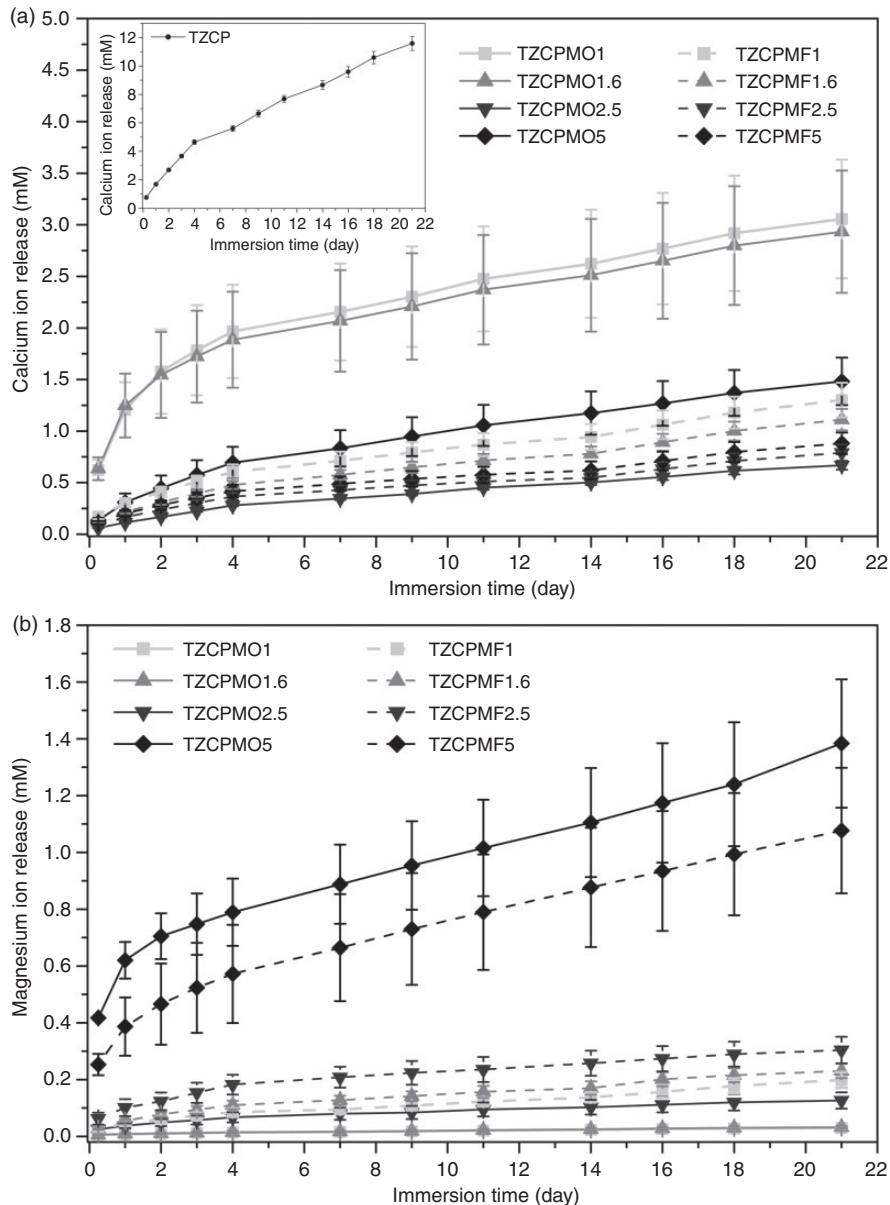 (a)
5.0
4.5
4.0
3.5
3.0
2.5
2.0
1.5
1.0
0.5
0.0
Calcium ion release (mM)
0 2 4 6 8 10 12 14 16 18 20 22
Immersion time (day)
TZCP
12
10
8
6
4
2
0
Calcium ion release (mM)
0 2 4 6 8 10 12 14 16 18 20 22
Immersion time (day)
TZCPMO1 TZCPMF1
TZCPMO1.6 TZCPMF1.6
TZCPMO2.5 TZCPMF2.5
TZCPMO5 TZCPMF5
(b)
1.8
1.6
1.4
1.2
1.0
0.8
0.6
0.4
0.2
0.0
Magnesium ion release (mM)
TZCPMO1 TZCPMF1
TZCPMO1.6 TZCPMF1.6
TZCPMO2.5 TZCPMF2.5
TZCPMO5 TZCPMF5
0 2 4 6 8 10 12 14 16 18 20 22
Immersion time (day)